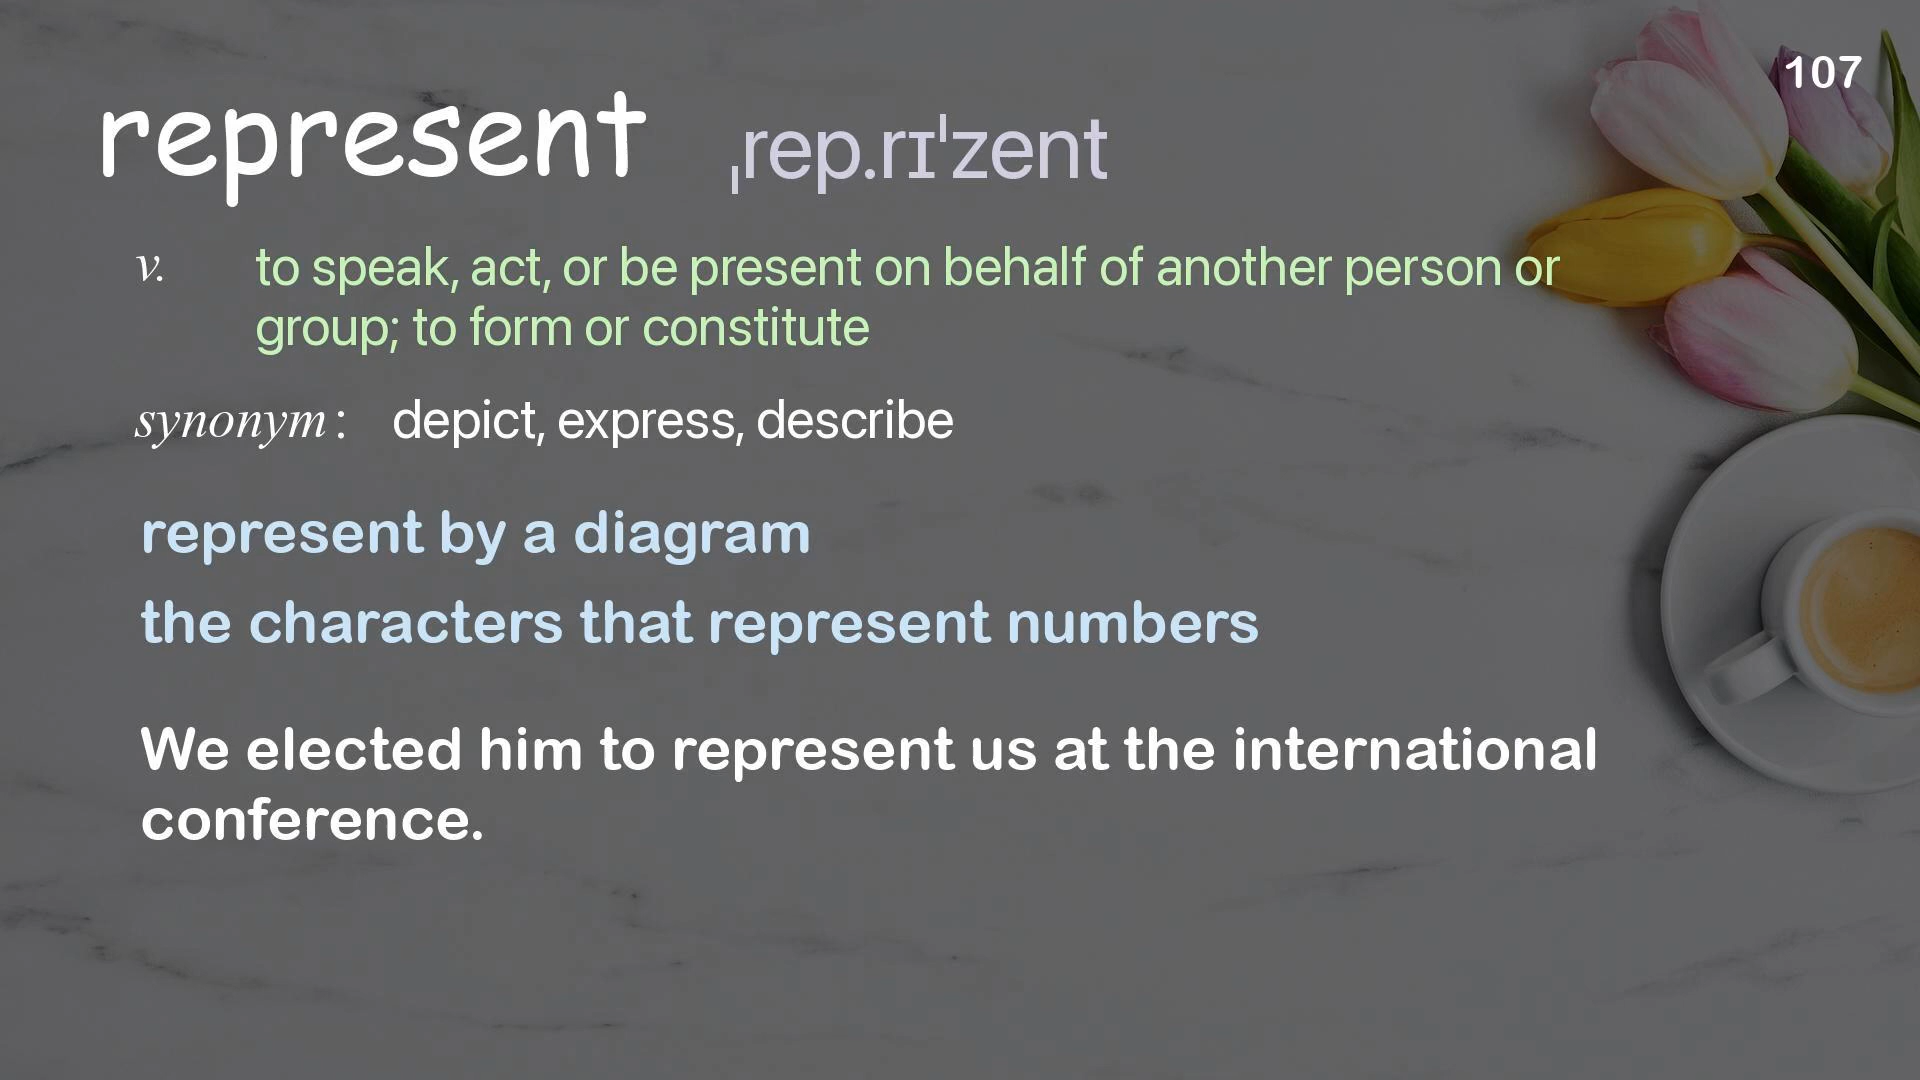 107
represent ˌrep.rɪˈzent
v. to speak, act, or be present on behalf of another person or
group; to form or constitute
synonym: depict, express, describe
represent by a diagram
the characters that represent numbers
We elected him to represent us at the international
conference.